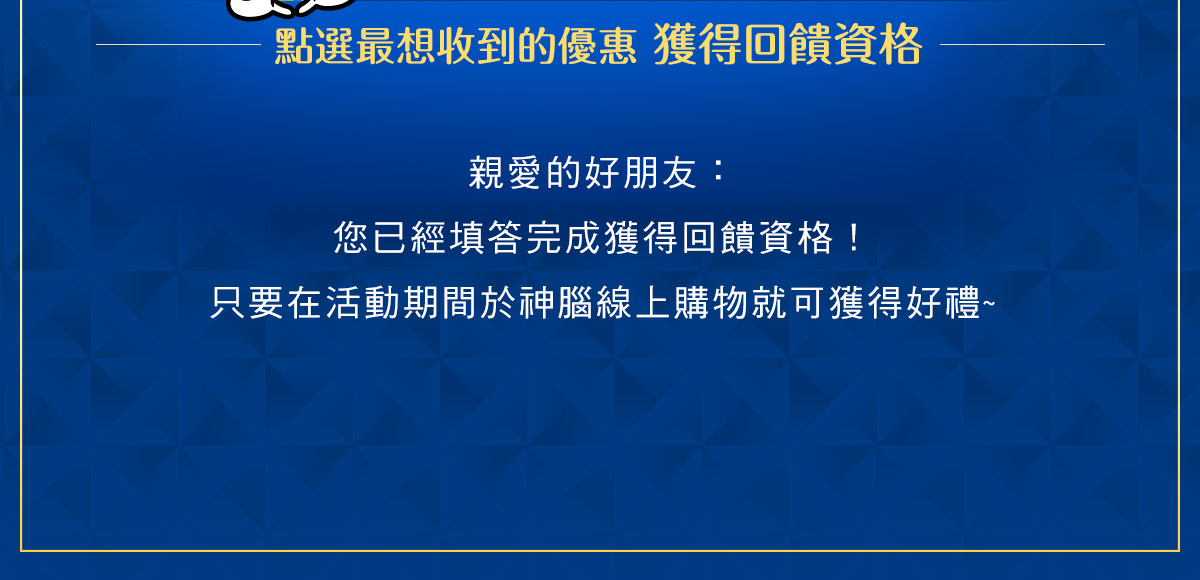 點選最想收到的優惠 獲得回饋資格
親愛的好朋友：
您已經填答完成獲得回饋資格！
只要在活動期間於神腦線上購物就可獲得好禮~